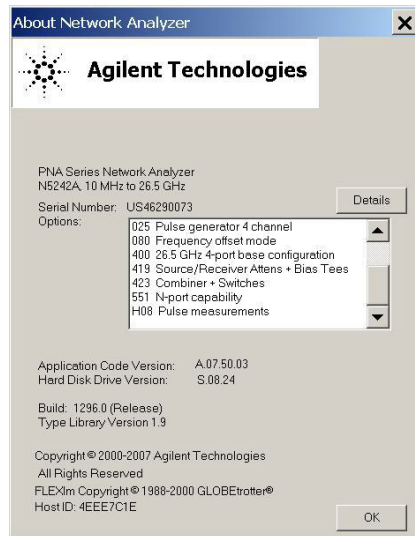 About Network Analyzer
Agilent Technologies
PNA Series Network Analyzer
N5242A, 10 MHz to 26.5 GHz
Serial Number: US46290073
Details
Options:
025 Pulse generator 4 channel
080 Frequency offset mode
400 26.5 GHz 4-port base configuration
419 Source/Receiver Attens + Bias Tees
423 Combiner + Switches
551 N-port capability
H08 Pulse measurements
Application Code Version: A.07.50.03
Hard Disk Drive Version: S.08.24
Build: 1296.0 (Release)
Type Library Version 1.9
Copyright © 2000-2007 Agilent Technologies
All Rights Reserved
FLEXlm Copyright © 1988-2000 GLOBEtrotter®
Host ID: 4EEE7C1E
OK